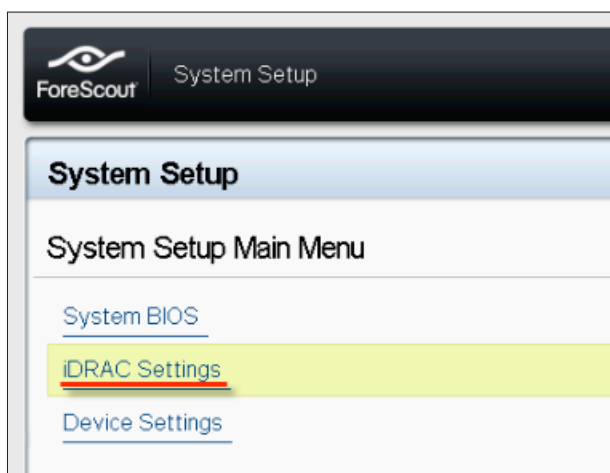 ForeScout
System Setup
System Setup
System Setup Main Menu
System BIOS
iDRAC Settings
Device Settings